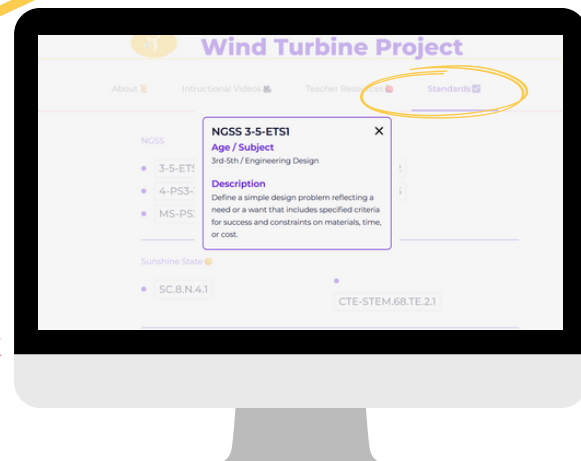 Wind Turbine Project
About
Intructional Videos
Teacher Resources
Standards
NGSS 3-5-ETS1 X
Age / Subject
3rd-5th / Engineering Design
Description
Define a simple design problem reflecting a
need or a want that includes specified criteria
for success and constraints on materials, time,
or cost.
NGSS
3-5-ETS
4-PS3-
MS-PS
Sunshine State
SC.8.N.4.1
CTE-STEM.68.TE.2.1